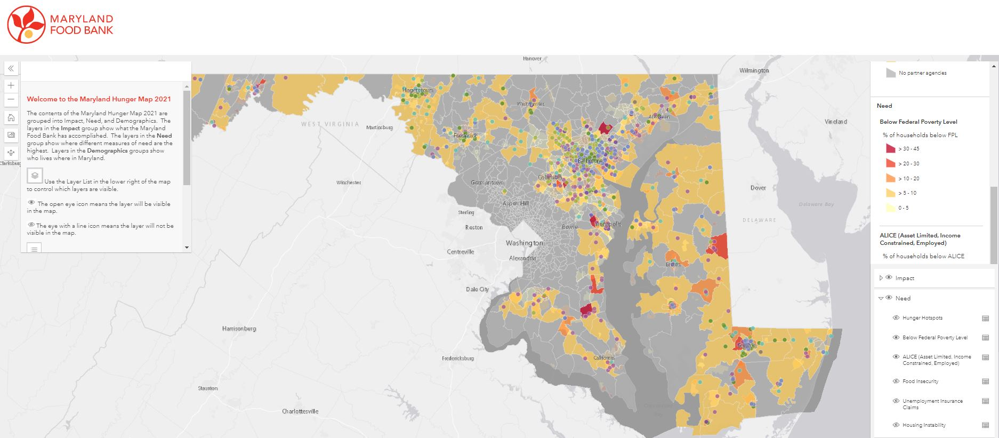 MARYLAND
FOOD BANK
Welcome to the Maryland Hunger Map 2021
The contents of the Maryland Hunger Map 2021 are
grouped into Impact, Need, and Demographics. The
layers in the Impact group show what the Maryland
Food Bank has accomplished. The layers in the Need
group show where different measures of need are the
highest. Layers in the Demographics groups show
who lives where in Maryland.
Use the Layer List in the lower right of the map
to control which layers are visible.
The open eye icon means the layer will be visible
in the map.
The eye with a line icon means the layer will not be
visible in the map.
Hanover
Wilmington
Hagerstown
Westminster
Aberdeen
Vineland
WEST VIRGINIA
Martinsburg
Frederick
Clarksburg
Baltimore
Columbia
Winchester
Germantown
Dover
Aspen Hill
Delaware Bay
Sterling
DELAWARE
Reston
Bowie
Annapolis
Washington
Centreville
Alexandria
Easton
Dale City
Harrisonburg
Salisbury
Fredericksburg
California
Staunton
Chesapeake
Bay
Charlottesville
No partner agencies
Need
Below Federal Poverty Level
% of households below FPL
> 30 - 45
> 20 - 30
> 10 - 20
> 5 - 10
0 - 5
ALICE (Asset Limited, Income
Constrained, Employed)
% of households below ALICE
Impact
Need
Hunger Hotspots
Below Federal Poverty Level
ALICE (Asset Limited, Income
Constrained, Employed)
Food Insecurity
Unemployment Insurance
Claims
Housing Instability